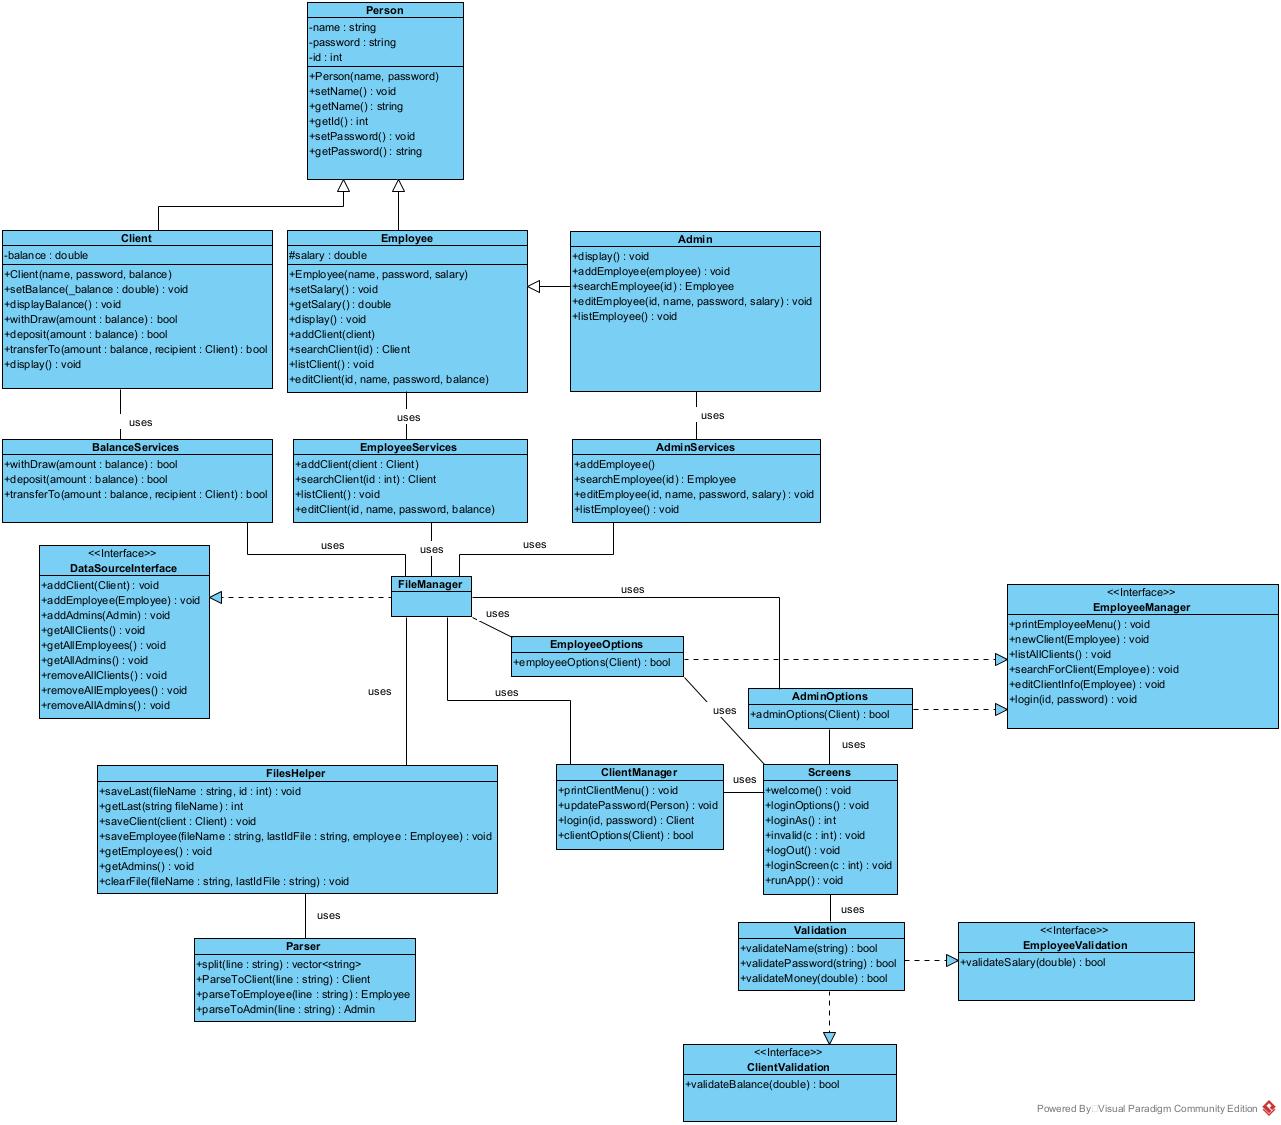 Person
-name : string
-password : string
-id : int
+Person(name, password)
+setName() : void
+getName() : string
+getId() : int
+setPassword() : void
+getPassword() : string
Client
-balance : double
+Client(name, password, balance)
+setBalance(_balance : double) : void
+displayBalance() : void
+withDraw(amount : balance) : bool
+deposit(amount : balance) : bool
+transferTo(amount : balance, recipient : Client) : bool
+display() : void
Employee
#salary : double
+Employee(name, password, salary)
+setSalary() : void
+getSalary() : double
+display() : void
+addClient(client)
+searchClient(id) : Client
+listClient() : void
+editClient(id, name, password, balance)
Admin
+display() : void
+addEmployee(employee)
+searchEmployee(id) : Employee
+editEmployee(id, name, password, salary) : void
+listEmployee() : void
uses
uses
uses
BalanceServices
+withDraw(amount : balance) : bool
+deposit(amount : balance) : bool
+transferTo(amount : balance, recipient : Client) : bool
EmployeeServices
+addClient(client : Client)
+searchClient(id : int) : Client
+listClient() : void
+editClient(id, name, password, balance)
AdminServices
+addEmployee()
+searchEmployee(id) : Employee
+editEmployee(id, name, password, salary) : void
+listEmployee() : void
uses
uses
uses
<<Interface>>
DataSourceInterface
+addClient(Client) : void
+addEmployee(Employee) : void
+addAdmins(Admin) : void
+getAllClients() : void
+getAllEmployees() : void
+getAllAdmins() : void
+removeAllClients() : void
+removeAllEmployees() : void
+removeAllAdmins() : void
FileManager
uses
uses
EmployeeOptions
+employeeOptions(Client) : bool
<<Interface>>
EmployeeManager
+printEmployeeMenu() : void
+newClient(Employee) : void
+listAllClients() : void
+searchForClient(Employee) : void
+editClientInfo(Employee) : void
+login(id, password) : void
uses
uses
uses
AdminOptions
+adminOptions(Client) : bool
uses
FilesHelper
+saveLast(fileName : string, id : int) : void
+getLast(string fileName) : int
+saveClient(client : Client) : void
+saveEmployee(fileName : string, lastIdFile : string, employee : Employee) : void
+getEmployees() : void
+getAdmins() : void
+clearFile(fileName : string, lastIdFile : string) : void
ClientManager
+printClientMenu() : void
+updatePassword(Person) : void
+login(id, password) : Client
+clientOptions(Client) : bool
uses
Screens
+welcome() : void
+loginOptions() : void
+loginAs() : int
+invalid(c : int) : void
+logOut() : void
+loginScreen(c : int) : void
+runApp() : void
uses
uses
Parser
+split(line : string) : vector<string>
+ParseToClient(line : string) : Client
+parseToEmployee(line : string) : Employee
+parseToAdmin(line : string) : Admin
Validation
+validateName(string) : bool
+validatePassword(string) : bool
+validateMoney(double) : bool
<<Interface>>
EmployeeValidation
+validateSalary(double) : bool
<<Interface>>
ClientValidation
+validateBalance(double) : bool
Powered By Visual Paradigm Community Edition